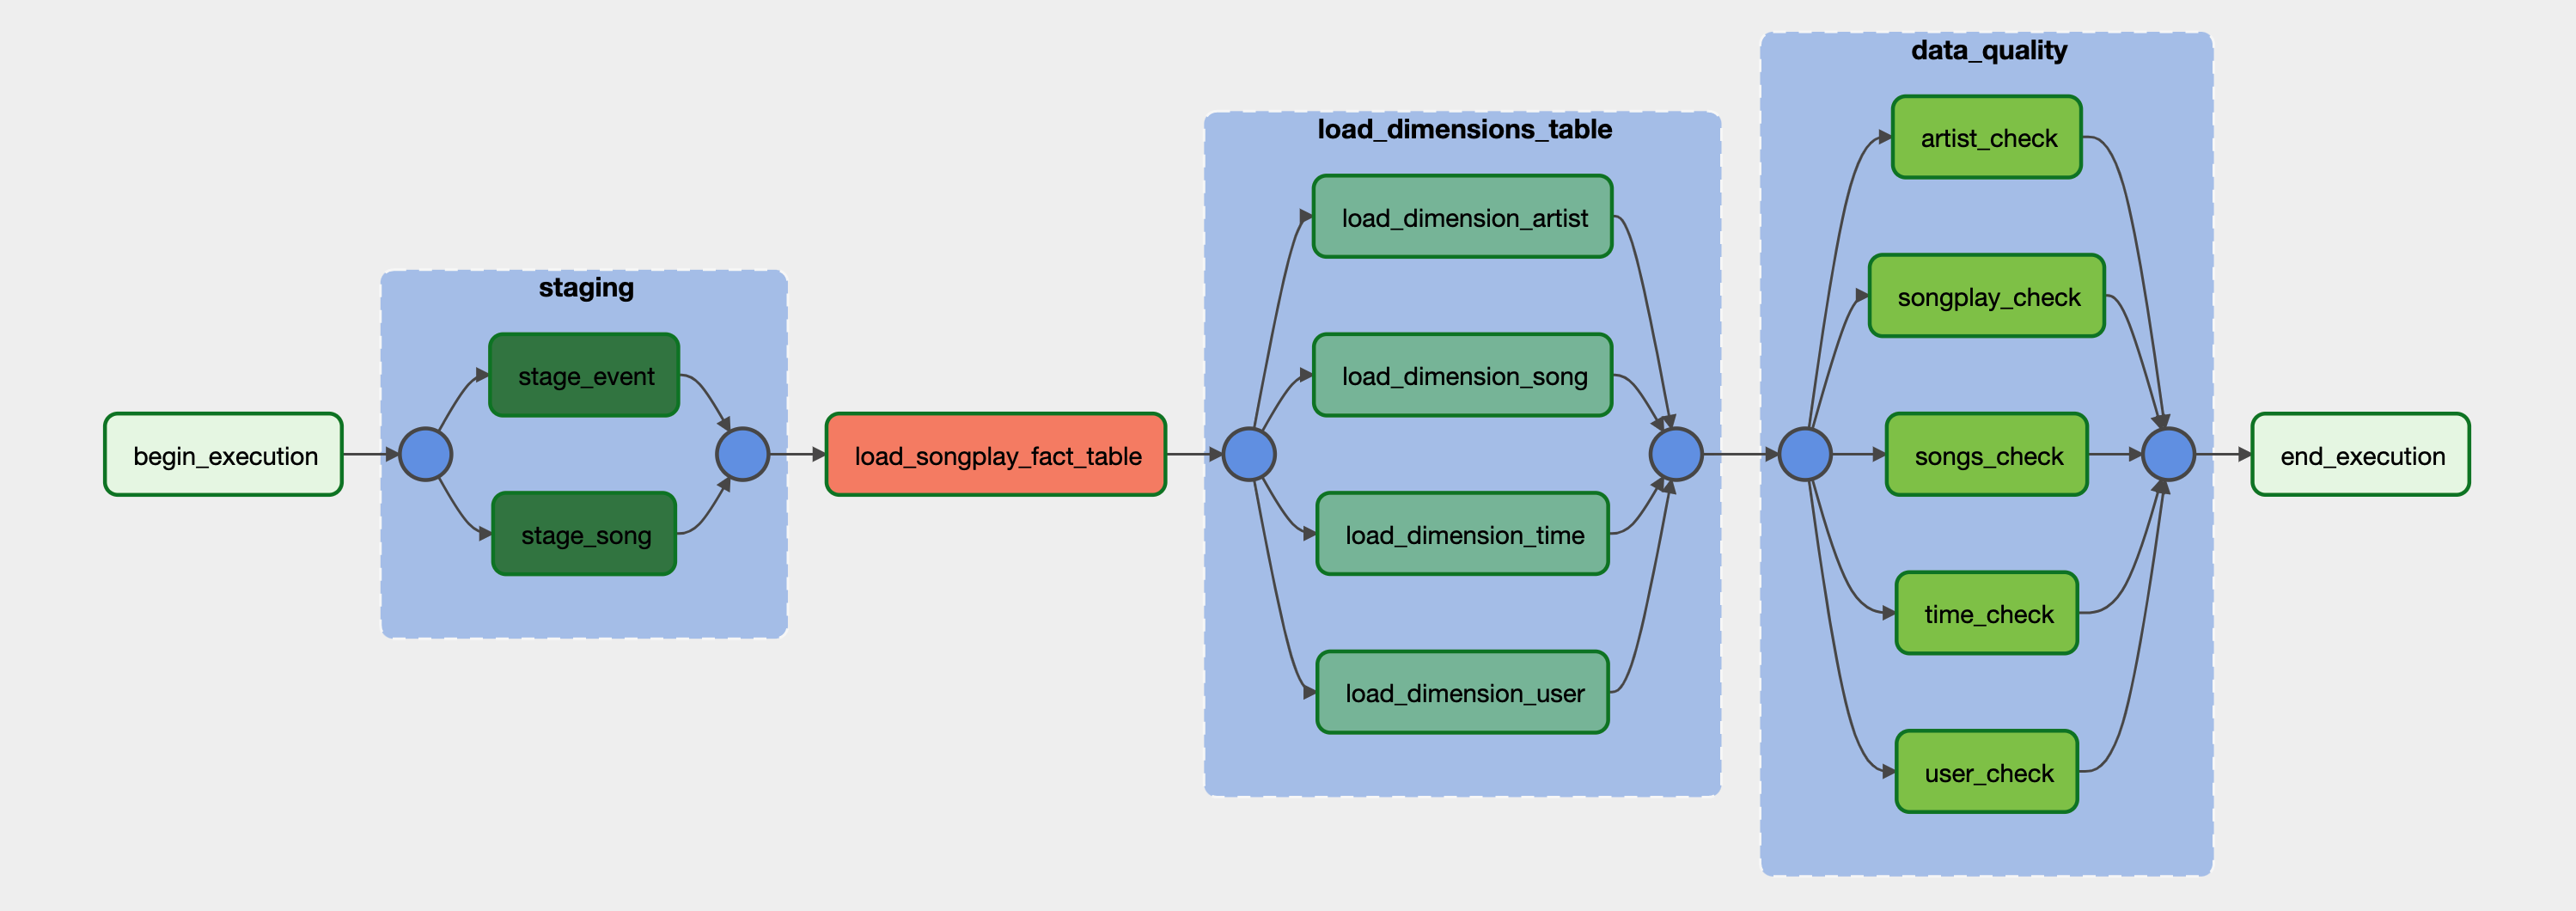 begin_execution
staging
stage_event
stage_song
load_songplay_fact_table
load_dimensions_table
load_dimension_artist
load_dimension_song
load_dimension_time
load_dimension_user
data_quality
artist_check
songplay_check
songs_check
time_check
user_check
end_execution